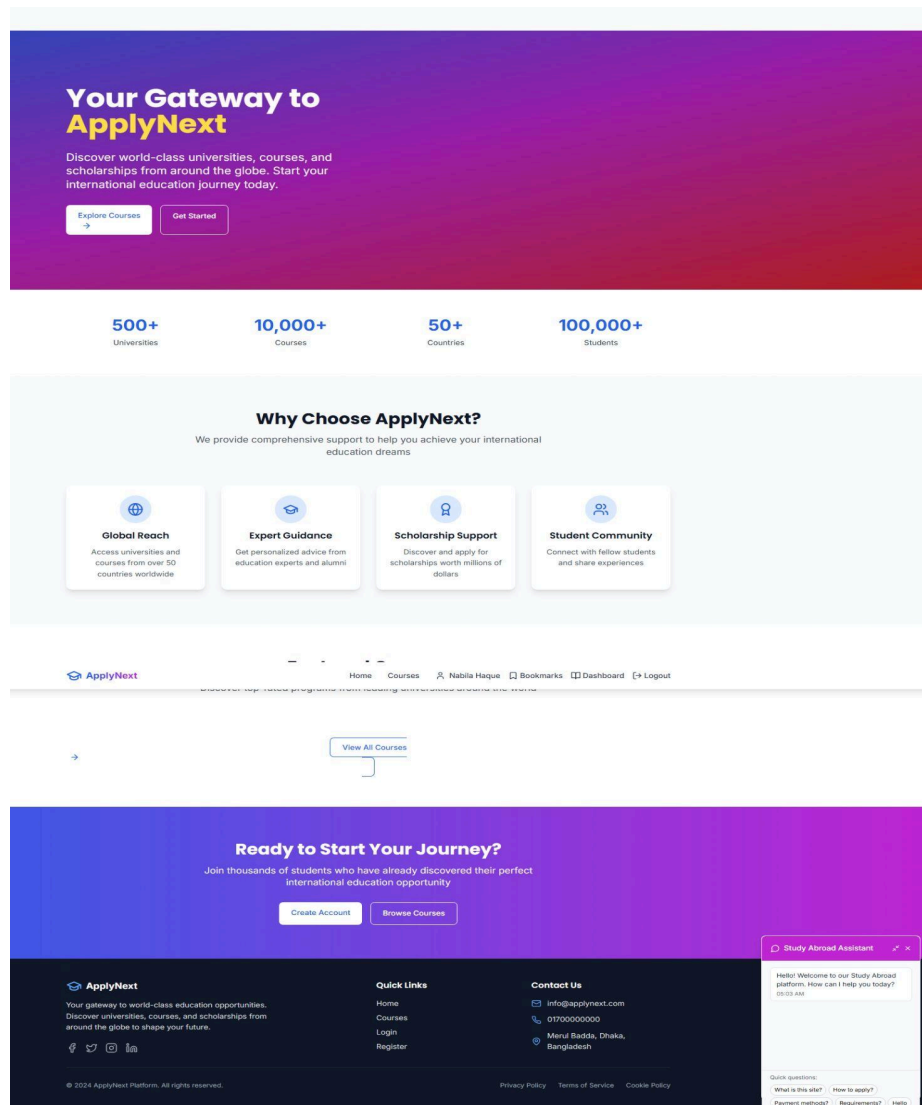 Your Gateway to
ApplyNext
Discover world-class universities, courses, and
scholarships from around the globe. Start your
international education journey today.
Explore Courses
→
Get Started
500+
Universities
10,000+
Courses
50+
Countries
100,000+
Students
Why Choose ApplyNext?
We provide comprehensive support to help you achieve your international
education dreams
Global Reach
Access universities and
courses from over 50
countries worldwide
Expert Guidance
Get personalized advice from
education experts and alumni
Scholarship Support
Discover and apply for
scholarships worth millions of
dollars
Student Community
Connect with fellow students
and share experiences
ApplyNext
Home
Courses
Nabila Haque
Bookmarks
Dashboard
Logout
Discover top-rated programs from leading universities around the world
→
View All Courses
Ready to Start Your Journey?
Join thousands of students who have already discovered their perfect
international education opportunity
Create Account
Browse Courses
ApplyNext
Your gateway to world-class education opportunities.
Discover universities, courses, and scholarships from
around the globe to shape your future.
Quick Links
Home
Courses
Login
Register
Contact Us
info@applynext.com
01700000000
Merul Badda, Dhaka,
Bangladesh
© 2024 ApplyNext Platform. All rights reserved.
Privacy Policy
Terms of Service
Cookie Policy
Study Abroad Assistant
Hello! Welcome to our Study Abroad
platform. How can I help you today?
05:03 AM
Quick questions:
What is this site?
How to apply?
Payment methods?
Requirements?
Hello